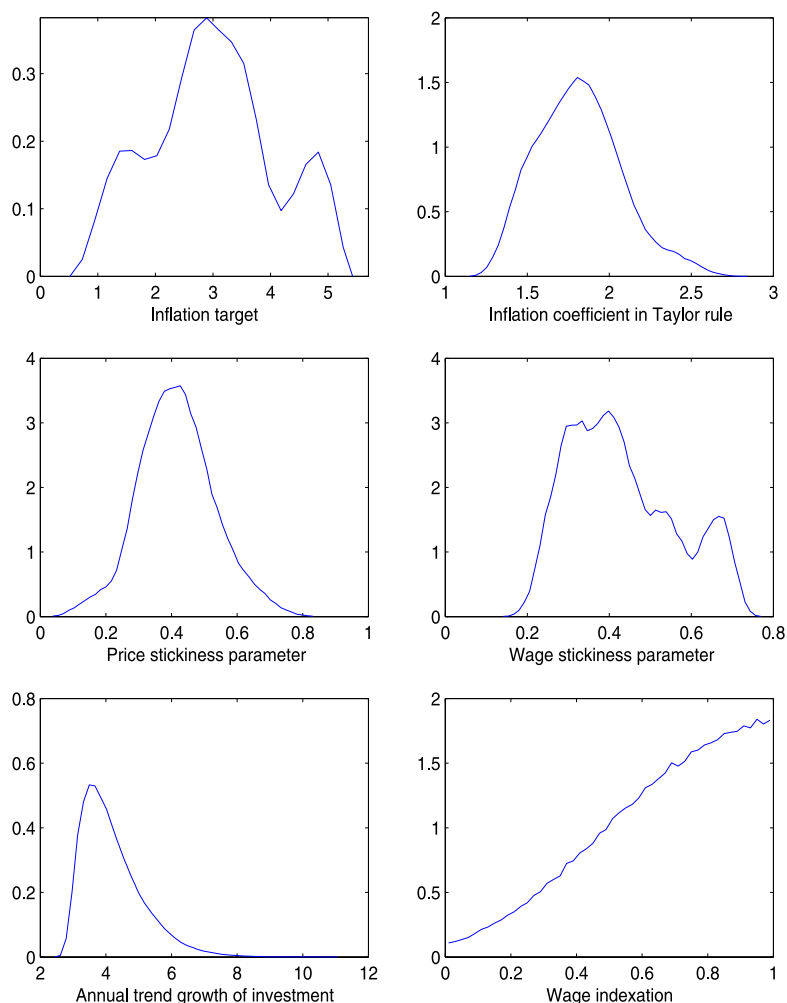 0.3
0.2
0.1
0
0 1 2 3 4 5
Inflation target
2
1.5
1
0.5
0
1 1.5 2 2.5 3
Inflation coefficient in Taylor rule
4
3
2
1
0
0 0.2 0.4 0.6 0.8 1
Price stickiness parameter
4
3
2
1
0
0 0.2 0.4 0.6 0.8
Wage stickiness parameter
0.8
0.6
0.4
0.2
0
2 4 6 8 10 12
Annual trend growth of investment
2
1.5
1
0.5
0
0 0.2 0.4 0.6 0.8 1
Wage indexation